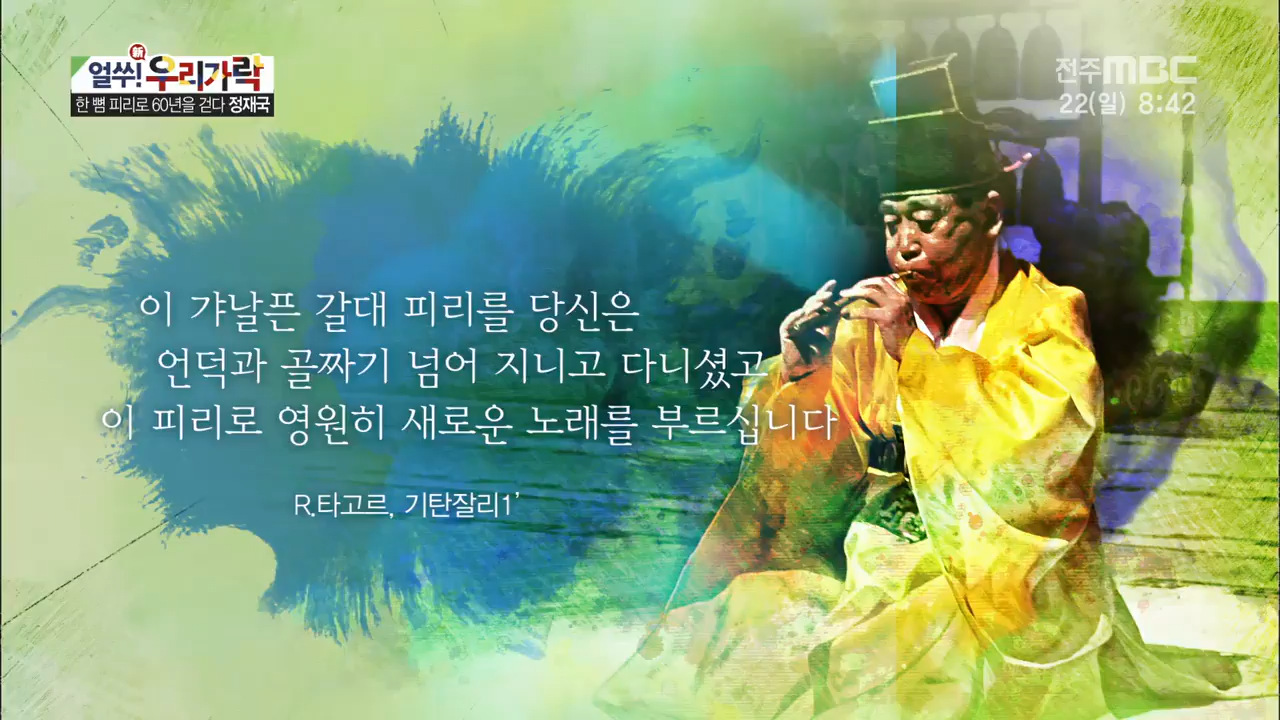 新
얼쑤! 우리가락
한 뼘 피리로 60년을 걷다 정재국
전주MBC
22(일) 8:42
이 갸날픈 갈대 피리를 당신은
언덕과 골짜기 넘어 지니고 다니셨고
이 피리로 영원히 새로운 노래를 부르십니다
R.타고르, 기탄잘리1’